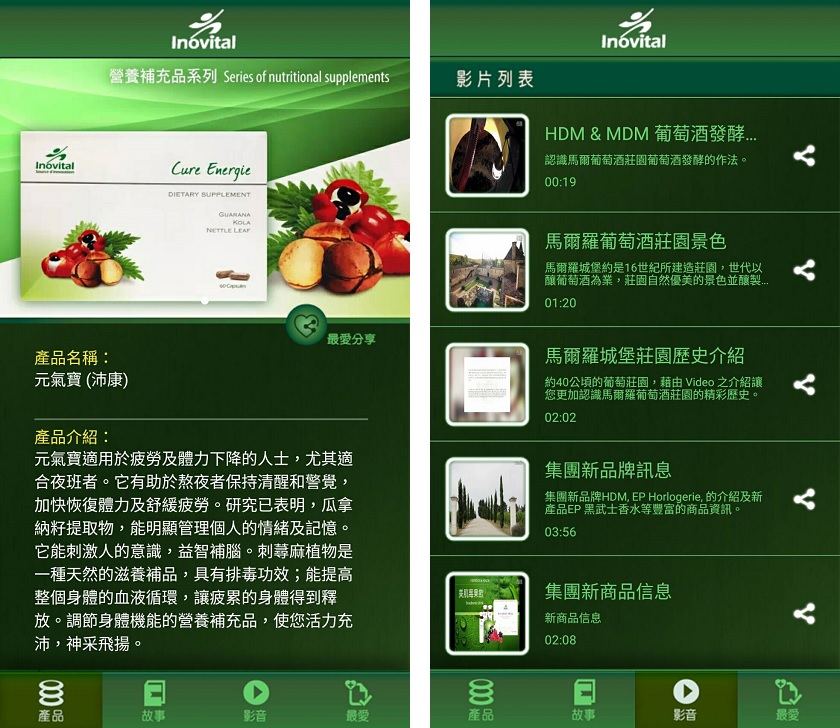 Inovital
營養補充品系列 Series of nutritional supplements
Inovital
Source of Innovation
Cure Energie
DIETARY SUPPLEMENT
GUARANA
KOLA
NETTLE LEAF
60 Capsules
最愛分享
產品名稱：
元氣寶 (沛康)
產品介紹：
元氣寶適用於疲勞及體力下降的人士，尤其適
合夜班者。它有助於熬夜者保持清醒和警覺，
加快恢復體力及舒緩疲勞。研究已表明，瓜拿
納籽提取物，能明顯管理個人的情緒及記憶。
它能刺激人的意識，益智補腦。刺蕁麻植物是
一種天然的滋養補品，具有排毒功效；能提高
整個身體的血液循環，讓疲累的身體得到釋
放。調節身體機能的營養補充品，使您活力充
沛，神采飛揚。
產品
故事
影音
最愛
Inovital
影片列表
HDM & MDM 葡萄酒發酵...
認識馬爾葡萄酒莊園葡萄酒發酵的作法。
00:19
馬爾羅葡萄酒莊園景色
馬爾羅城堡約是16世紀所建造莊園，世代以
釀葡萄酒為業，莊園自然優美的景色並釀製...
01:20
馬爾羅城堡莊園歷史介紹
約40公頃的葡萄莊園，藉由 Video 之介紹讓
您更加認識馬爾羅葡萄酒莊園的精彩歷史。
02:02
集團新品牌訊息
集團新品牌HDM, EP Horlogerie, 的介紹及新
產品EP 黑武士香水等豐富的商品資訊。
03:56
集團新商品信息
新商品信息
02:08
產品
故事
影音
最愛